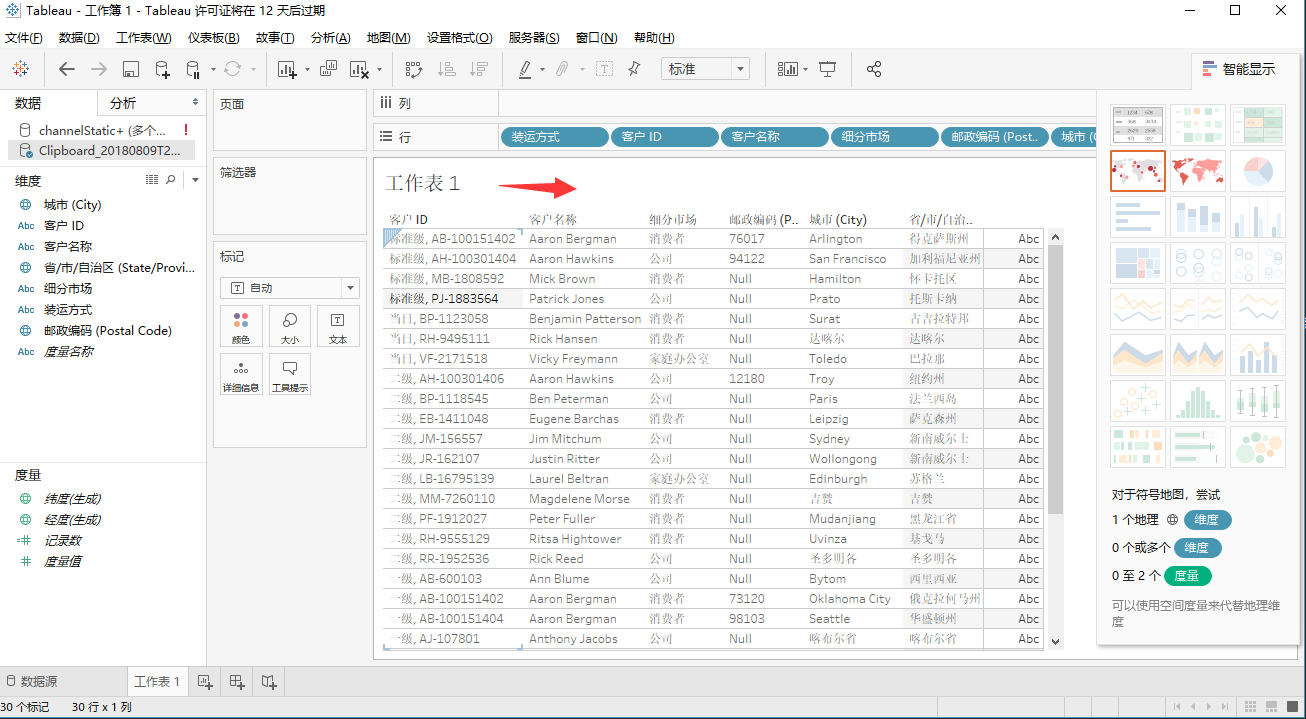 Tableau - 工作簿 1 - Tableau 许可证将在 12 天后过期
文件(F) 数据(D) 工作表(W) 仪表板(B) 故事(T) 分析(A) 地图(M) 设置格式(O) 服务器(S) 窗口(N) 帮助(H)
标准
智能显示
数据 分析
channelStatic+ (多个...
Clipboard_20180809T2...
维度
城市 (City)
Abc 客户 ID
Abc 客户名称
省/市/自治区 (State/Provi...
Abc 细分市场
Abc 装运方式
邮政编码 (Postal Code)
Abc 度量名称
度量
纬度(生成)
经度(生成)
记录数
度量值
页面
筛选器
标记
自动
颜色 大小 文本
详细信息 工具提示
列
行 装运方式 客户 ID 客户名称 细分市场 邮政编码 (Post.. 城市 (C
工作表 1
客户 ID 客户名称 细分市场 邮政编码 (P.. 城市 (City) 省/市/自治..
标准级, AB-100151402 Aaron Bergman 消费者 76017 Arlington 得克萨斯州 Abc
标准级, AH-100301404 Aaron Hawkins 公司 94122 San Francisco 加利福尼亚州 Abc
标准级, MB-1808592 Mick Brown 消费者 Null Hamilton 怀卡托区 Abc
标准级, PJ-1883564 Patrick Jones 公司 Null Prato 托斯卡纳 Abc
当日, BP-1123058 Benjamin Patterson 消费者 Null Surat 古吉拉特邦 Abc
当日, RH-9495111 Rick Hansen 消费者 Null 达喀尔 达喀尔 Abc
当日, VF-2171518 Vicky Freymann 家庭办公室 Null Toledo 巴拉那 Abc
二级, AH-100301406 Aaron Hawkins 公司 12180 Troy 纽约州 Abc
二级, BP-1118545 Ben Peterman 公司 Null Paris 法兰西岛 Abc
二级, EB-1411048 Eugene Barchas 消费者 Null Leipzig 萨克森州 Abc
二级, JM-156557 Jim Mitchum 公司 Null Sydney 新南威尔士 Abc
二级, JR-162107 Justin Ritter 公司 Null Wollongong 新南威尔士 Abc
二级, LB-16795139 Laurel Beltran 家庭办公室 Null Edinburgh 苏格兰 Abc
二级, MM-7260110 Magdelene Morse 消费者 Null 吉赞 吉赞 Abc
二级, PF-1912027 Peter Fuller 消费者 Null Mudanjiang 黑龙江省 Abc
二级, RH-9555129 Ritsa Hightower 消费者 Null Uvinza 基戈马 Abc
二级, RR-1952536 Rick Reed 公司 Null 圣多明各 圣多明各 Abc
一级, AB-600103 Ann Blume 公司 Null Bytom 西里西亚 Abc
一级, AB-100151402 Aaron Bergman 消费者 73120 Oklahoma City 俄克拉何马州 Abc
一级, AB-100151404 Aaron Bergman 消费者 98103 Seattle 华盛顿州 Abc
一级, AJ-107801 Anthony Jacobs 公司 Null 喀布尔省 喀布尔省 Abc
对于符号地图，尝试
1 个地理 维度
0 个或多个 维度
0 至 2 个 度量
可以使用空间度量来代替地理维
度
数据源 工作表 1
30 个标记 30 行 x 1 列